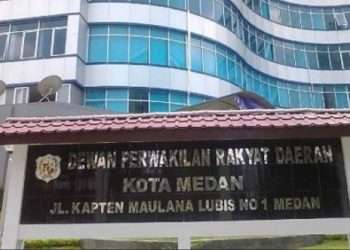 DEWAN PERWAKILAN RAKYAT DAERAH
KOTA MEDAN
JL. KAPTEN MAULANA LUBIS NO 1 MEDAN